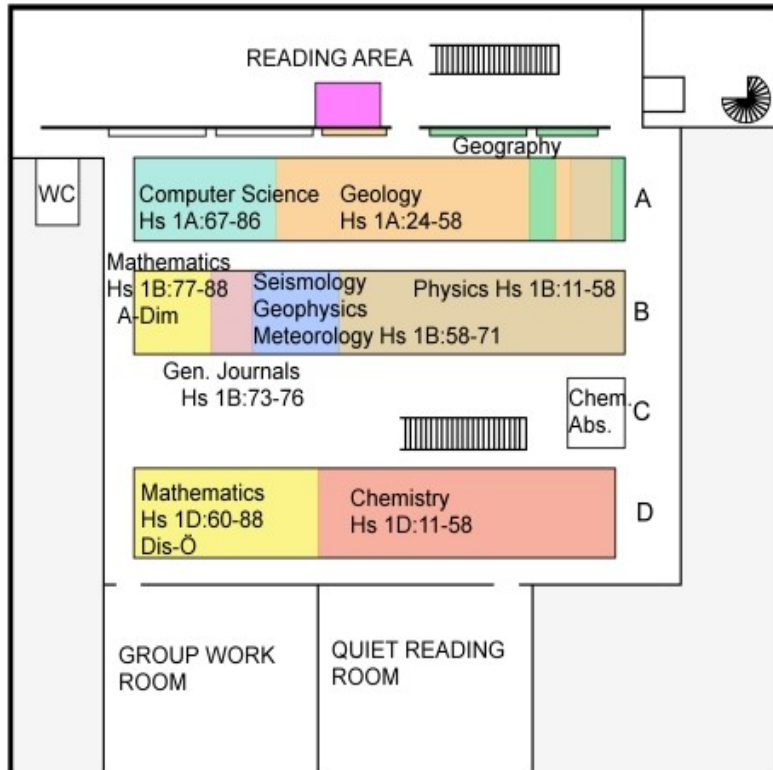 READING AREA
Geography
WC
Computer Science
Hs 1A:67-86
Geology
Hs 1A:24-58
A
Mathematics
Hs 1B:77-88
A-Dim
Seismology
Geophysics
Meteorology Hs 1B:58-71
Physics Hs 1B:11-58
B
Gen. Journals
Hs 1B:73-76
Chem.
Abs.
C
Mathematics
Hs 1D:60-88
Dis-Ö
Chemistry
Hs 1D:11-58
D
GROUP WORK
ROOM
QUIET READING
ROOM